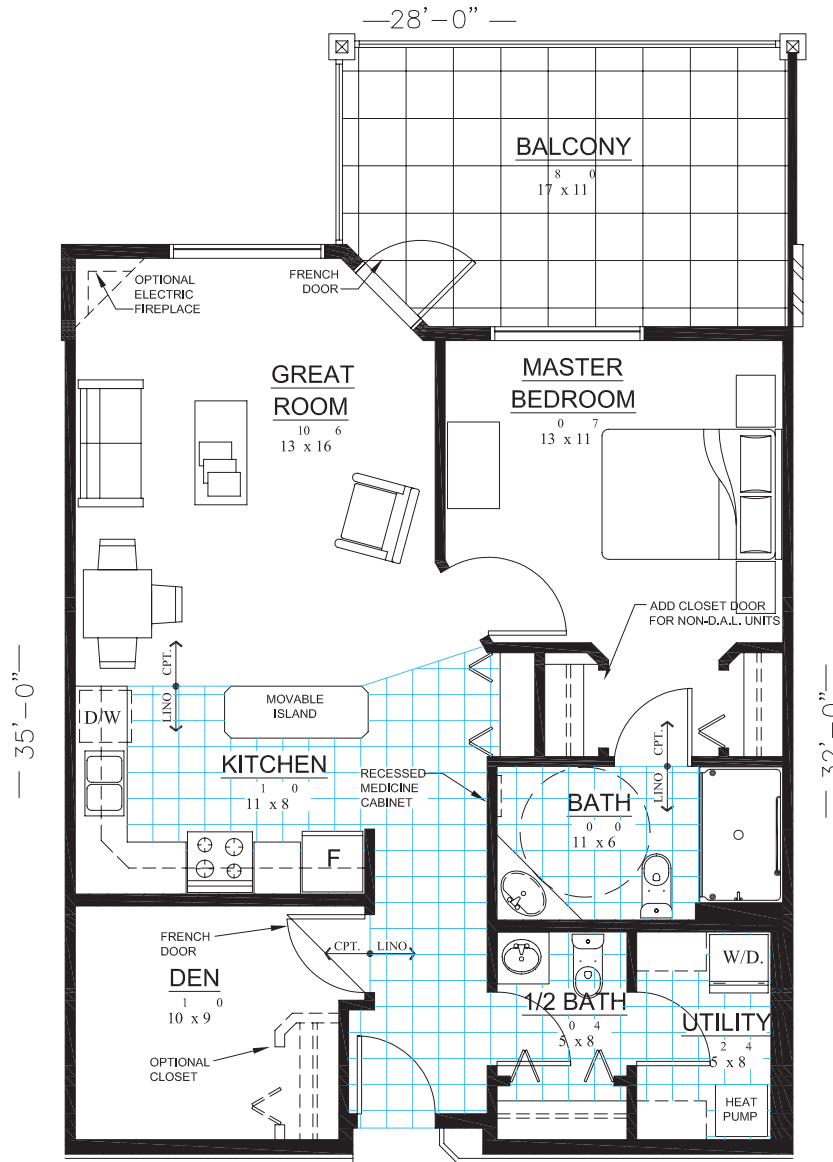 —28'-0" —
BALCONY
8 0
17 x 11
OPTIONAL
ELECTRIC
FIREPLACE
FRENCH
DOOR
GREAT
ROOM
10 6
13 x 16
MASTER
BEDROOM
0 7
13 x 11
ADD CLOSET DOOR
FOR NON-D.A.L. UNITS
CPT.
LINO
D/W
MOVABLE
ISLAND
KITCHEN
1 0
11 x 8
RECESSED
MEDICINE
CABINET
CPT.
LINO
BATH
0 0
11 x 6
F
— 35'-0" —
— 32'-0" —
FRENCH
DOOR
CPT. LINO
DEN
1 0
10 x 9
OPTIONAL
CLOSET
W/D.
1/2 BATH
0 4
5 x 8
UTILITY
2 4
5 x 8
HEAT
PUMP